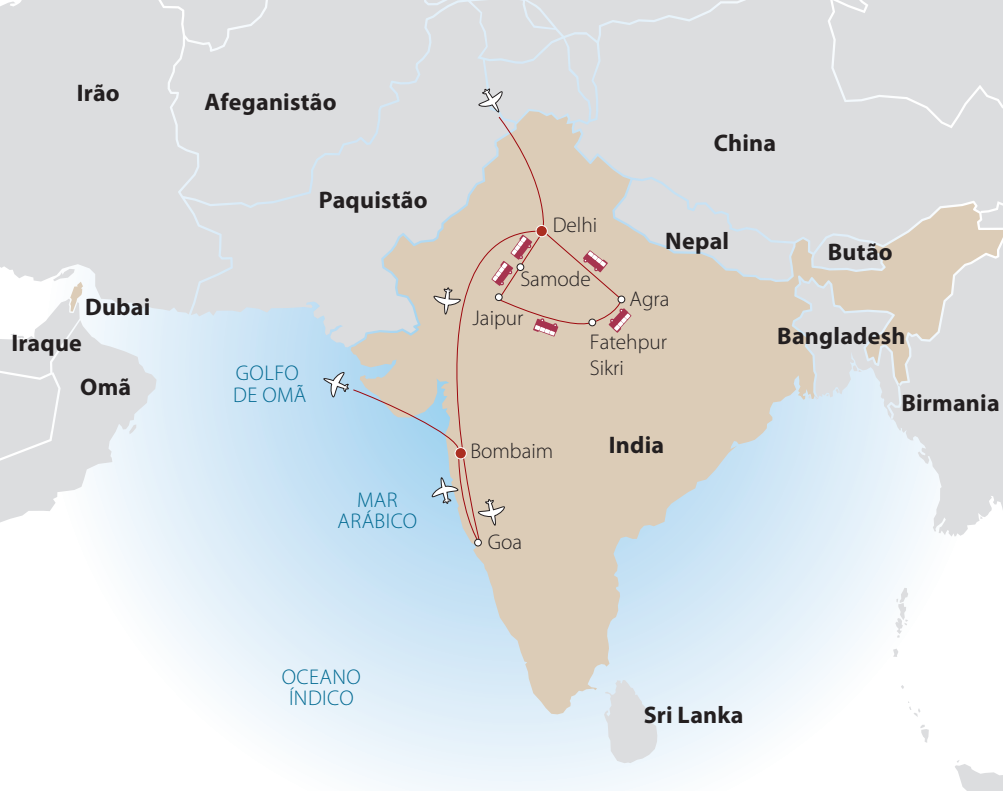 Irão
Afeganistão
China
Paquistão
Delhi
Nepal
Butão
Samode
Dubai
Jaipur
Agra
Iraque
Fatehpur
Sikri
Bangladesh
Omã
GOLFO
DE OMÃ
Birmania
Bombaim
India
MAR
ARÁBICO
Goa
OCEANO
ÍNDICO
Sri Lanka